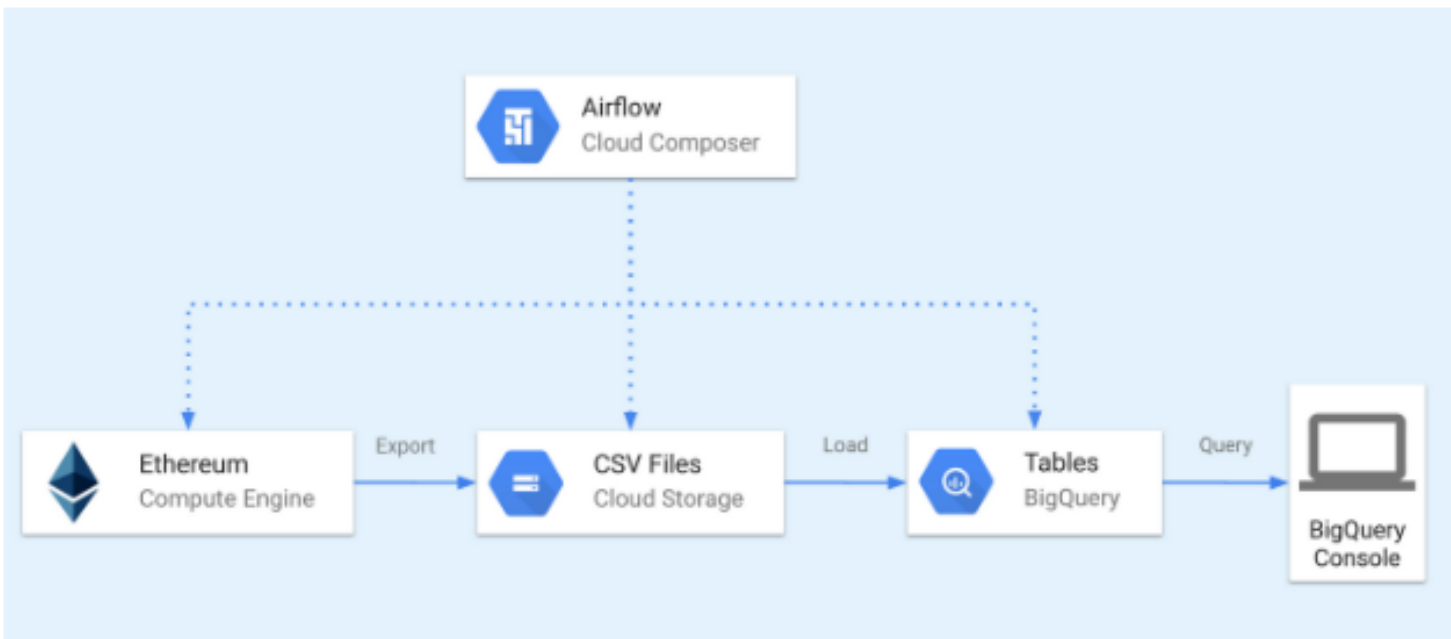 Airflow
Cloud Composer
Ethereum
Compute Engine
Export
CSV Files
Cloud Storage
Load
Tables
BigQuery
Query
BigQuery
Console